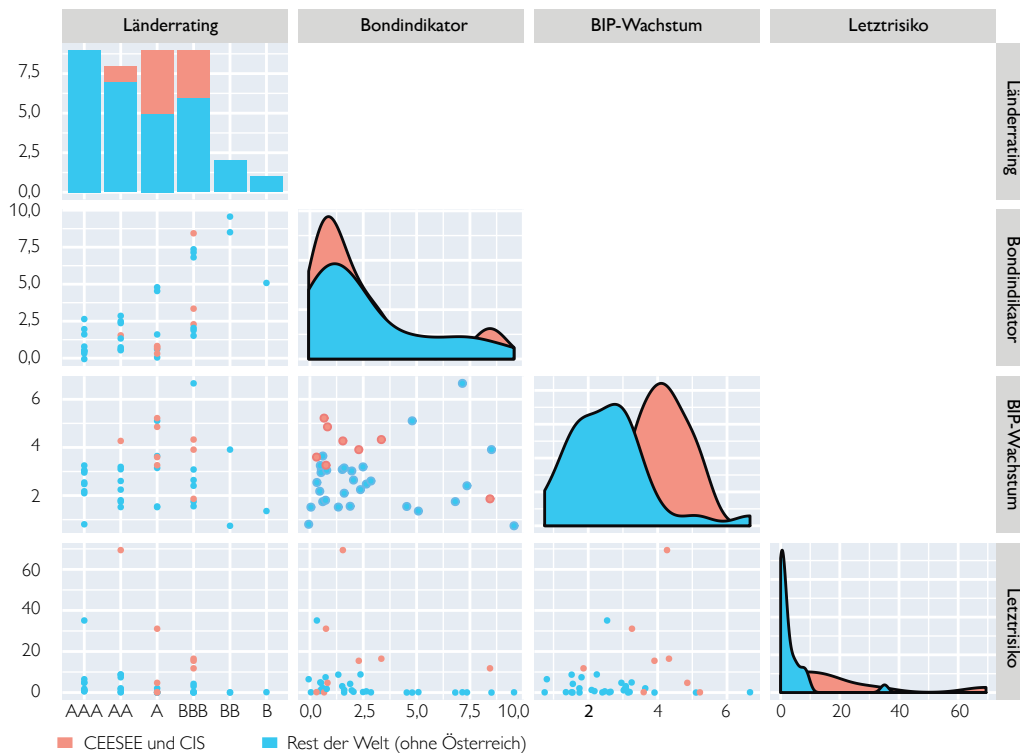 Länderrating Bondindikator BIP-Wachstum Letztrisiko
7,5
5,0
2,5
0,0
Länderrating
10,0
7,5
5,0
2,5
0,0
Bondindikator
6
4
2
BIP-Wachstum
60
40
20
0
Letztrisiko
AAA AA A BBB BB B 0,0 2,5 5,0 7,5 10,0 2 4 6 0 20 40 60
CEESEE und CIS Rest der Welt (ohne Österreich)